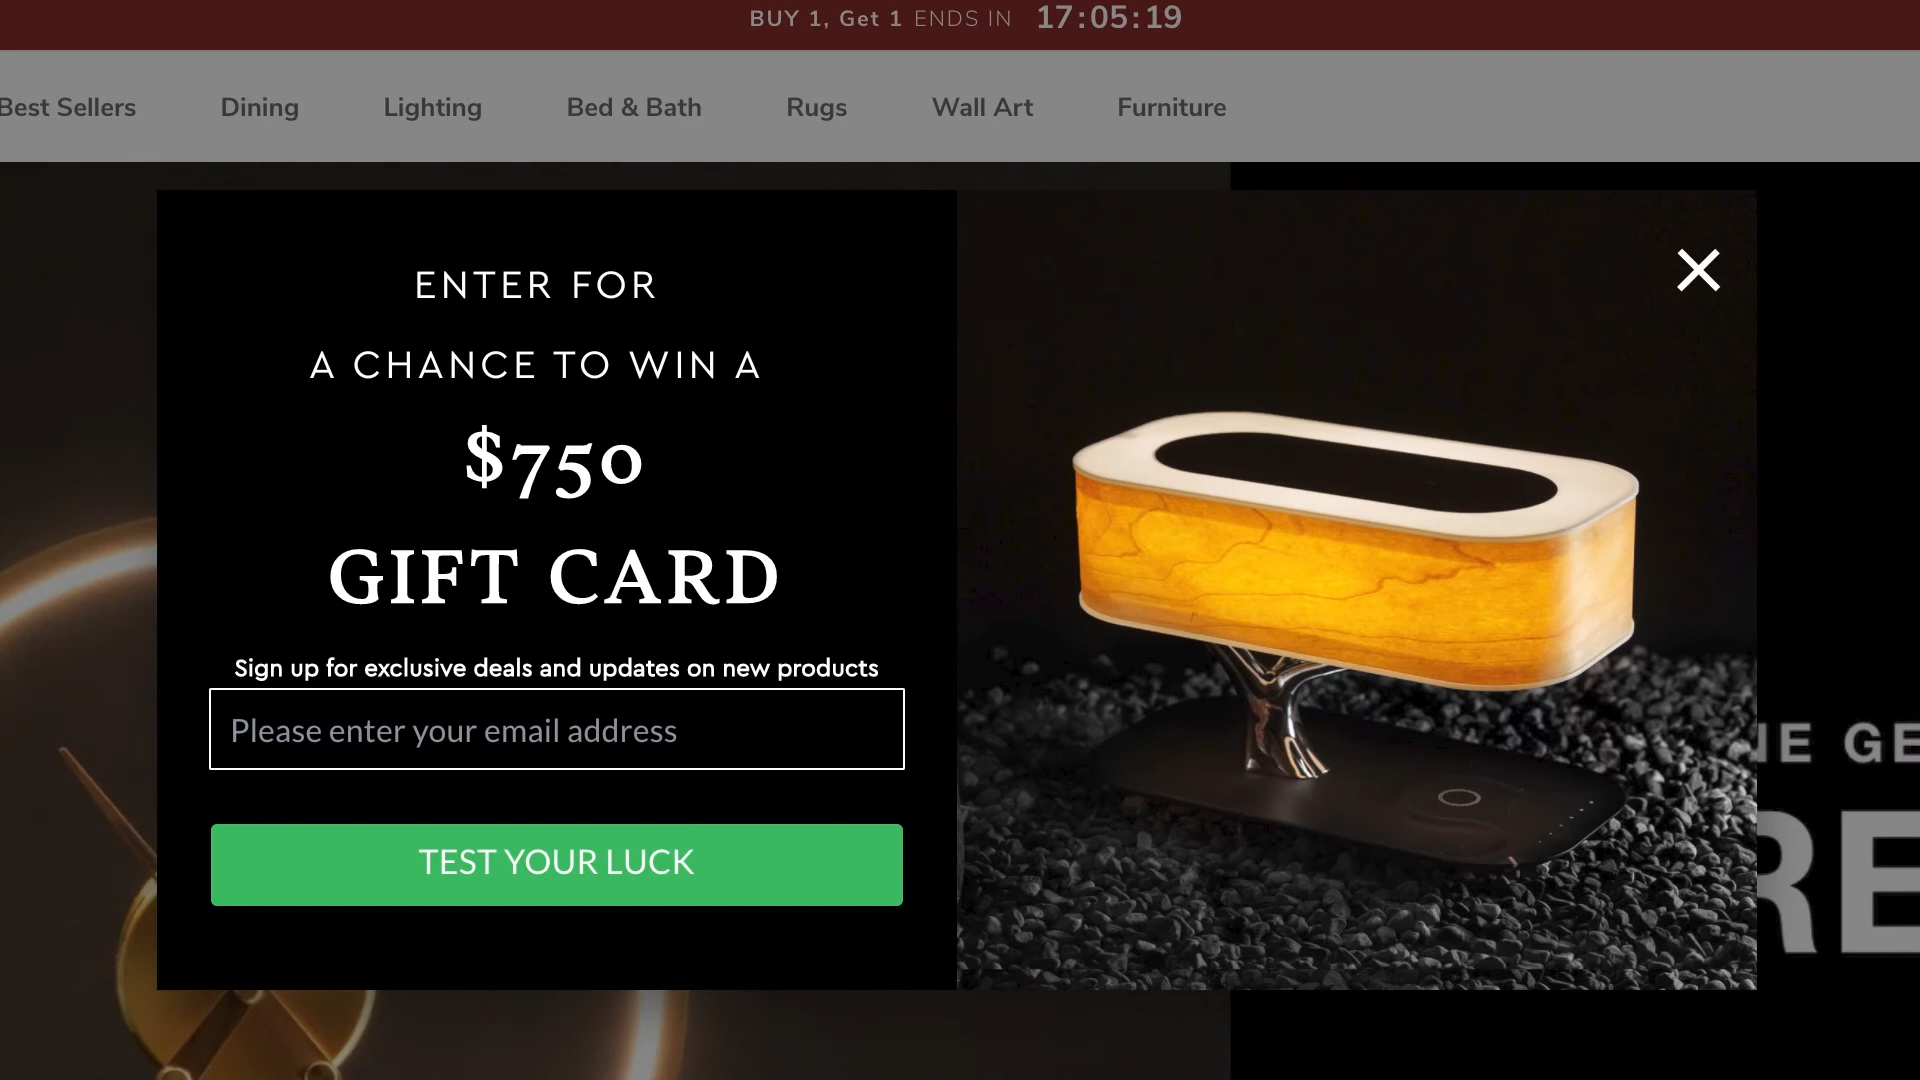 BUY 1, Get 1 ENDS IN 17:05:19
Best Sellers Dining Lighting Bed & Bath Rugs Wall Art Furniture
ENTER FOR
A CHANCE TO WIN A
$750
GIFT CARD
Sign up for exclusive deals and updates on new products
Please enter your email address
TEST YOUR LUCK